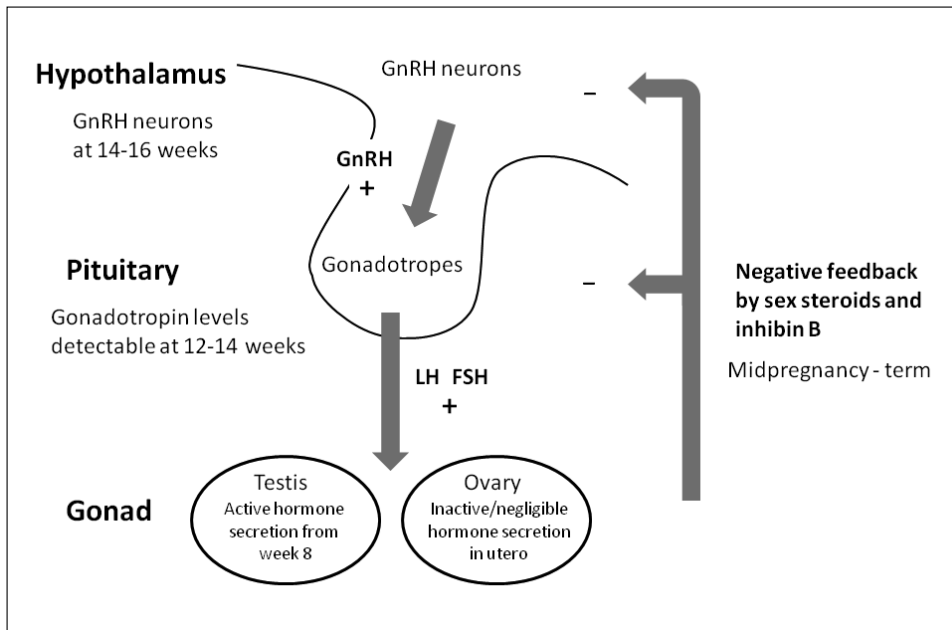 Hypothalamus
GnRH neurons
at 14-16 weeks
GnRH neurons
–
GnRH
+
Pituitary
Gonadotropin levels
detectable at 12-14 weeks
Gonadotropes
–
Negative feedback
by sex steroids and
inhibin B
Midpregnancy - term
LH FSH
+
Gonad
Testis
Active hormone
secretion from
week 8
Ovary
Inactive/negligible
hormone secretion
in utero